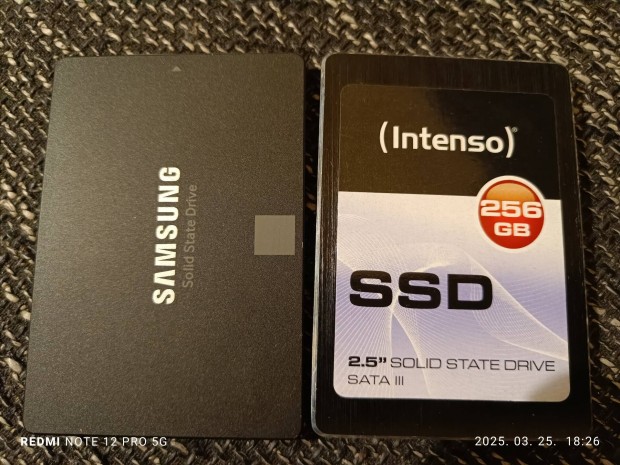 SAMSUNG
Solid State Drive
(Intenso)®
256
GB
SSD
2.5” SOLID STATE DRIVE
SATA III
REDMI NOTE 12 PRO 5G
2025. 03. 25. 18:26